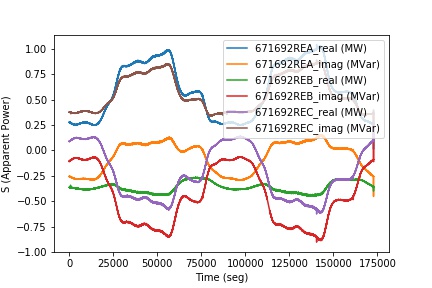 671692REA_real (MW)
671692REA_imag (MVar)
671692REB_real (MW)
671692REB_imag (MVar)
671692REC_real (MW)
671692REC_imag (MVar)
1.00
0.75
0.50
0.25
0.00
−0.25
−0.50
−0.75
−1.00
S (Apparent Power)
0 25000 50000 75000 100000 125000 150000 175000
Time (seg)